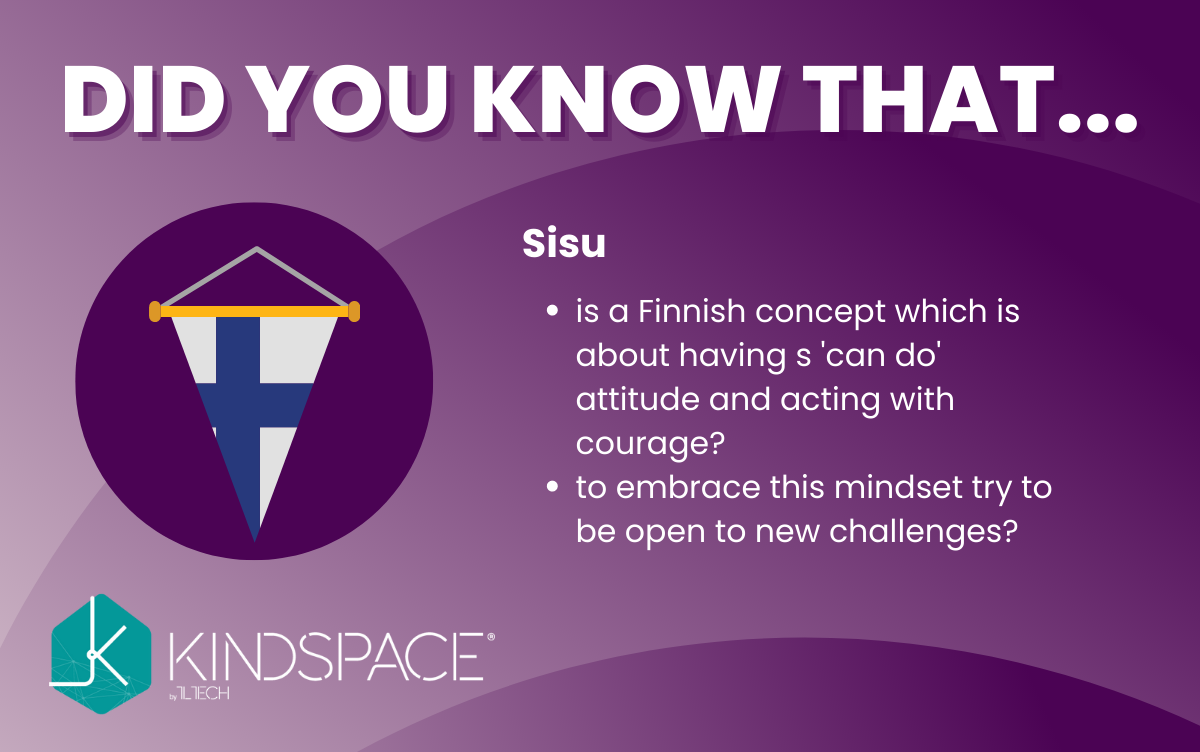 DID YOU KNOW THAT...
Sisu
• is a Finnish concept which is
about having s 'can do'
attitude and acting with
courage?
• to embrace this mindset try to
be open to new challenges?
KINDSPACE®
by TLTECH